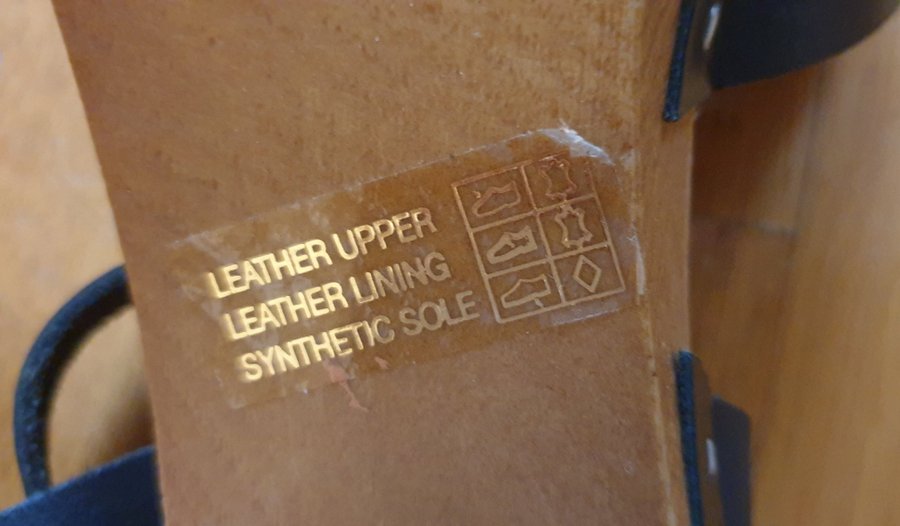 LEATHER UPPER
LEATHER LINING
SYNTHETIC SOLE